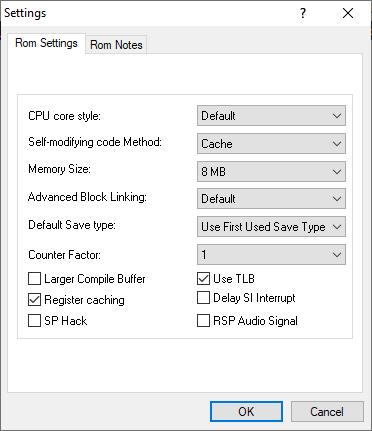 Settings
Rom Settings Rom Notes
CPU core style: Default
Self-modifying code Method: Cache
Memory Size: 8 MB
Advanced Block Linking: Default
Default Save type: Use First Used Save Type
Counter Factor: 1
Larger Compile Buffer Use TLB
Register caching Delay SI Interrupt
SP Hack RSP Audio Signal
OK Cancel